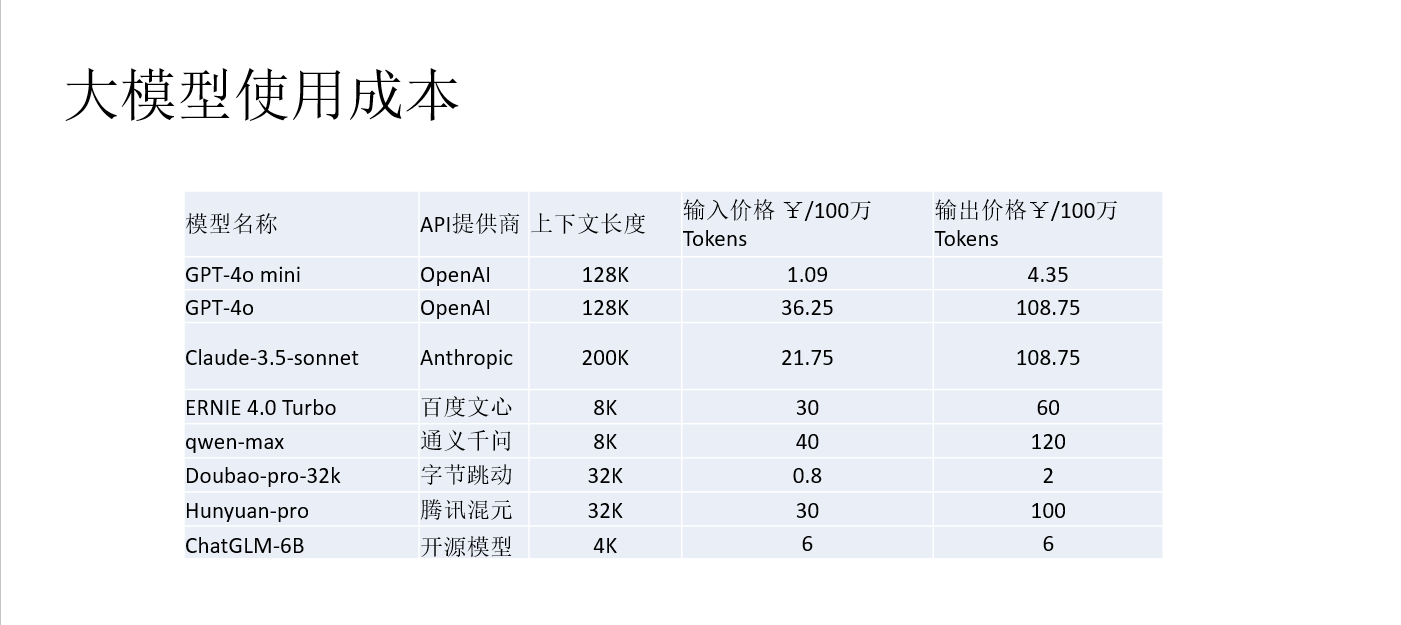 大模型使用成本
模型名称 API提供商 上下文长度 输入价格 ￥/100万 Tokens 输出价格￥/100万 Tokens
GPT-4o mini OpenAI 128K 1.09 4.35
GPT-4o OpenAI 128K 36.25 108.75
Claude-3.5-sonnet Anthropic 200K 21.75 108.75
ERNIE 4.0 Turbo 百度文心 8K 30 60
qwen-max 通义千问 8K 40 120
Doubao-pro-32k 字节跳动 32K 0.8 2
Hunyuan-pro 腾讯混元 32K 30 100
ChatGLM-6B 开源模型 4K 6 6